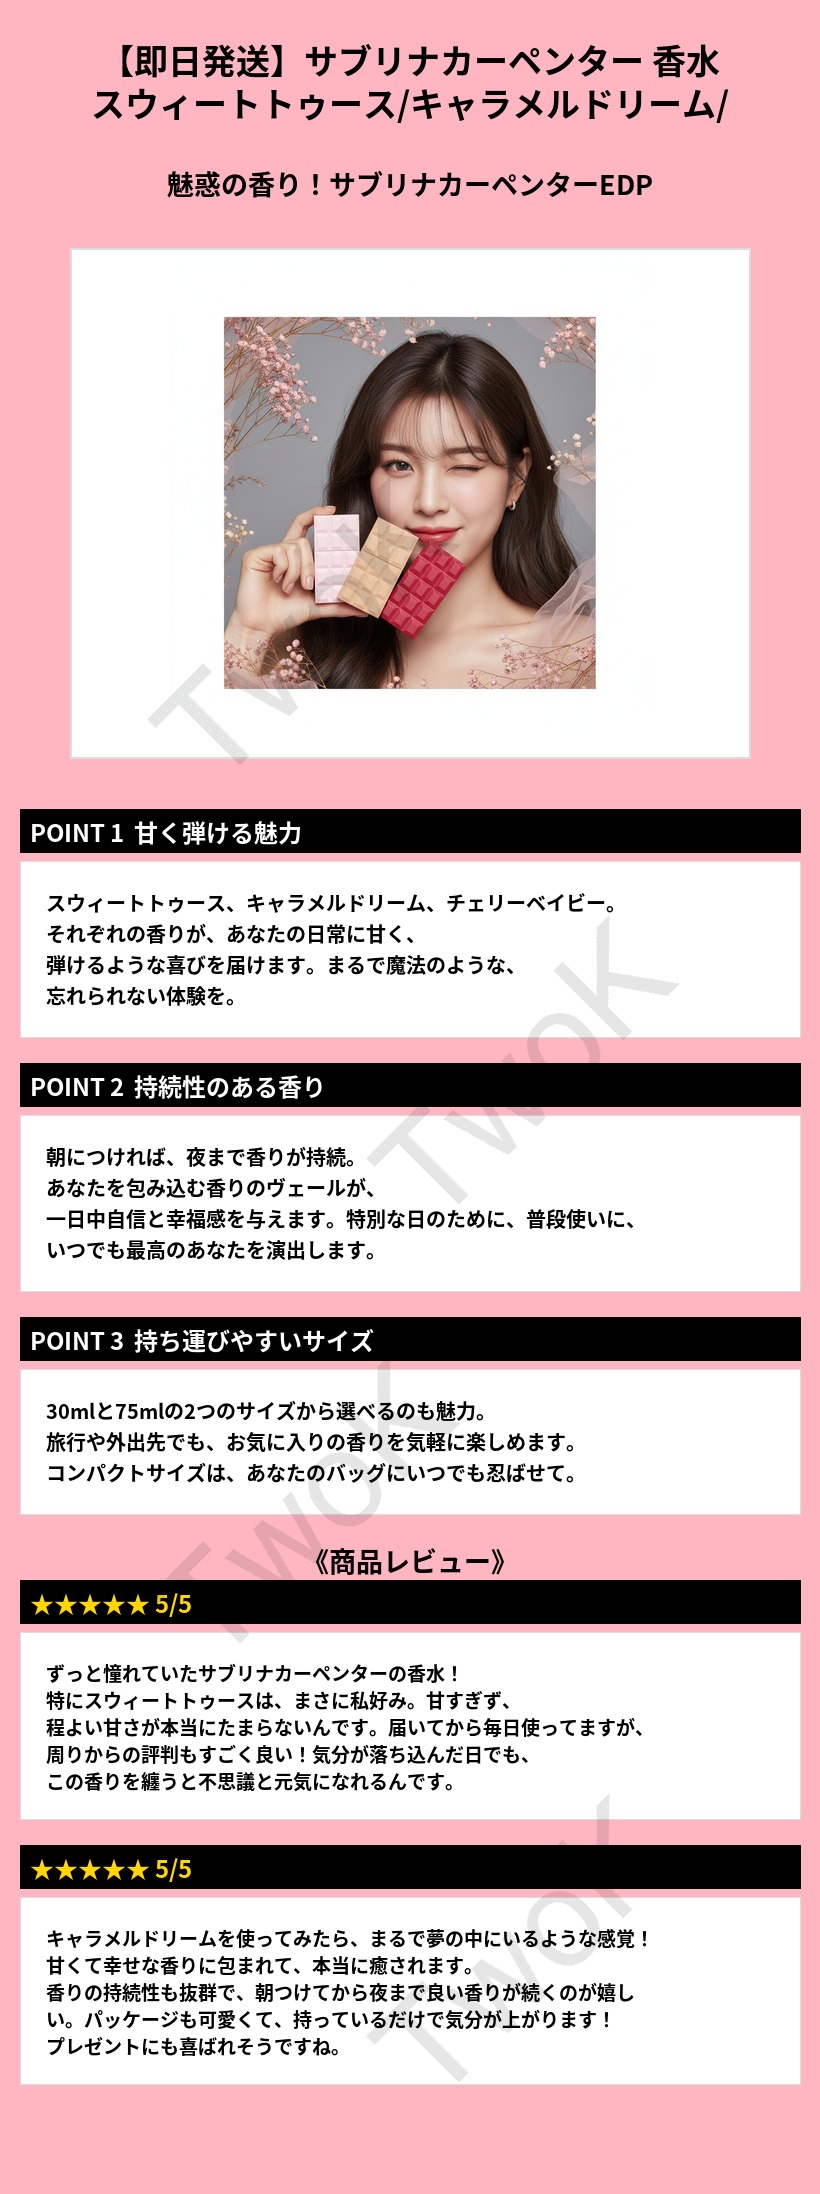 【即日発送】サブリナカーペンター 香水
スウィートトゥース/キャラメルドリーム/
魅惑の香り！サブリナカーペンターEDP
TwoK
POINT 1 甘く弾ける魅力
スウィートトゥース、キャラメルドリーム、チェリーベイビー。
それぞれの香りが、あなたの日常に甘く、
弾けるような喜びを届けます。まるで魔法のような、
忘れられない体験を。
TwoK
POINT 2 持続性のある香り
朝につければ、夜まで香りが持続。
あなたを包み込む香りのヴェールが、
一日中自信と幸福感を与えます。特別な日のために、普段使いに、
いつでも最高のあなたを演出します。
POINT 3 持ち運びやすいサイズ
30mlと75mlの2つのサイズから選べるのも魅力。
旅行や外出先でも、お気に入りの香りを気軽に楽しめます。
コンパクトサイズは、あなたのバッグにいつでも忍ばせて。
TwoK
《商品レビュー》
★★★★★ 5/5
ずっと憧れていたサブリナカーペンターの香水！
特にスウィートトゥースは、まさに私好み。甘すぎず、
程よい甘さが本当にたまらないんです。届いてから毎日使ってますが、
周りからの評判もすごく良い！気分が落ち込んだ日でも、
この香りを纏うと不思議と元気になれるんです。
★★★★★ 5/5
キャラメルドリームを使ってみたら、まるで夢の中にいるような感覚！
甘くて幸せな香りに包まれて、本当に癒されます。
香りの持続性も抜群で、朝つけてから夜まで良い香りが続くのが嬉し
い。パッケージも可愛くて、持っているだけで気分が上がります！
プレゼントにも喜ばれそうですね。
TwoK